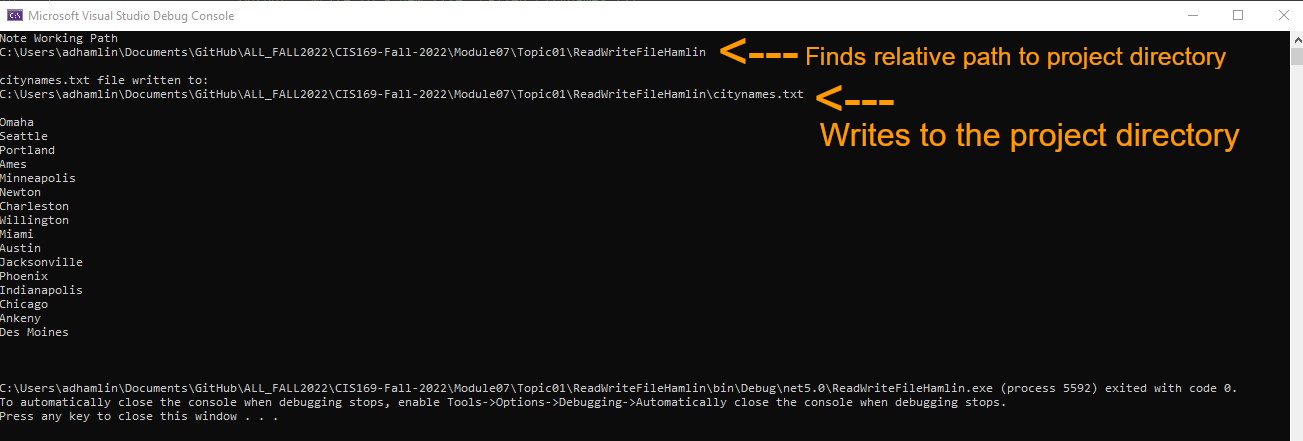 Microsoft Visual Studio Debug Console
Note Working Path
C:\Users\adhamlin\Documents\GitHub\ALL_FALL2022\CIS169-Fall-2022\Module07\Topic01\ReadWriteFileHamlin <--- Finds relative path to project directory
citynames.txt file written to:
C:\Users\adhamlin\Documents\GitHub\ALL_FALL2022\CIS169-Fall-2022\Module07\Topic01\ReadWriteFileHamlin\citynames.txt <---
Omaha
Writes to the project directory
Seattle
Portland
Ames
Minneapolis
Newton
Charleston
Willington
Miami
Austin
Jacksonville
Phoenix
Indianapolis
Chicago
Ankeny
Des Moines
C:\Users\adhamlin\Documents\GitHub\ALL_FALL2022\CIS169-Fall-2022\Module07\Topic01\ReadWriteFileHamlin\bin\Debug\net5.0\ReadWriteFileHamlin.exe (process 5592) exited with code 0.
To automatically close the console when debugging stops, enable Tools->Options->Debugging->Automatically close the console when debugging stops.
Press any key to close this window . . .